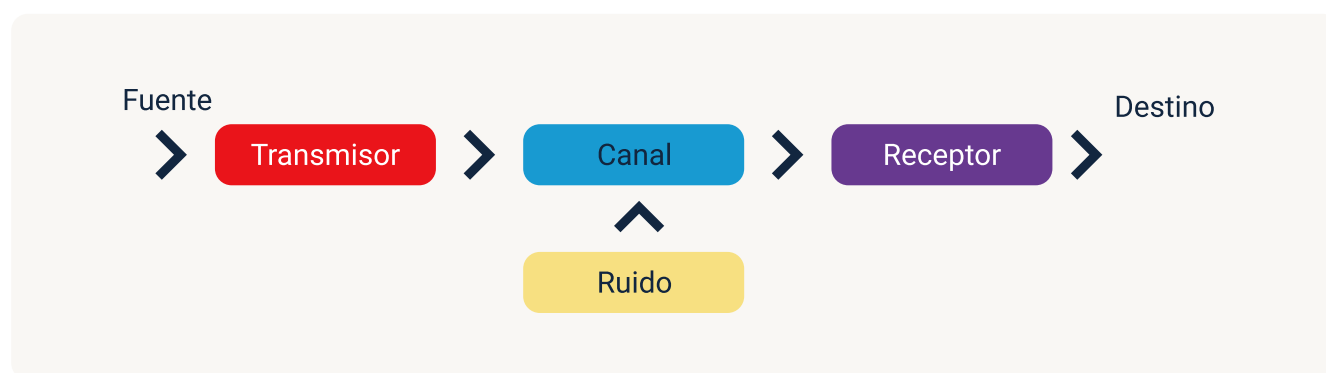 Fuente
Transmisor
Canal
Receptor
Destino
Ruido